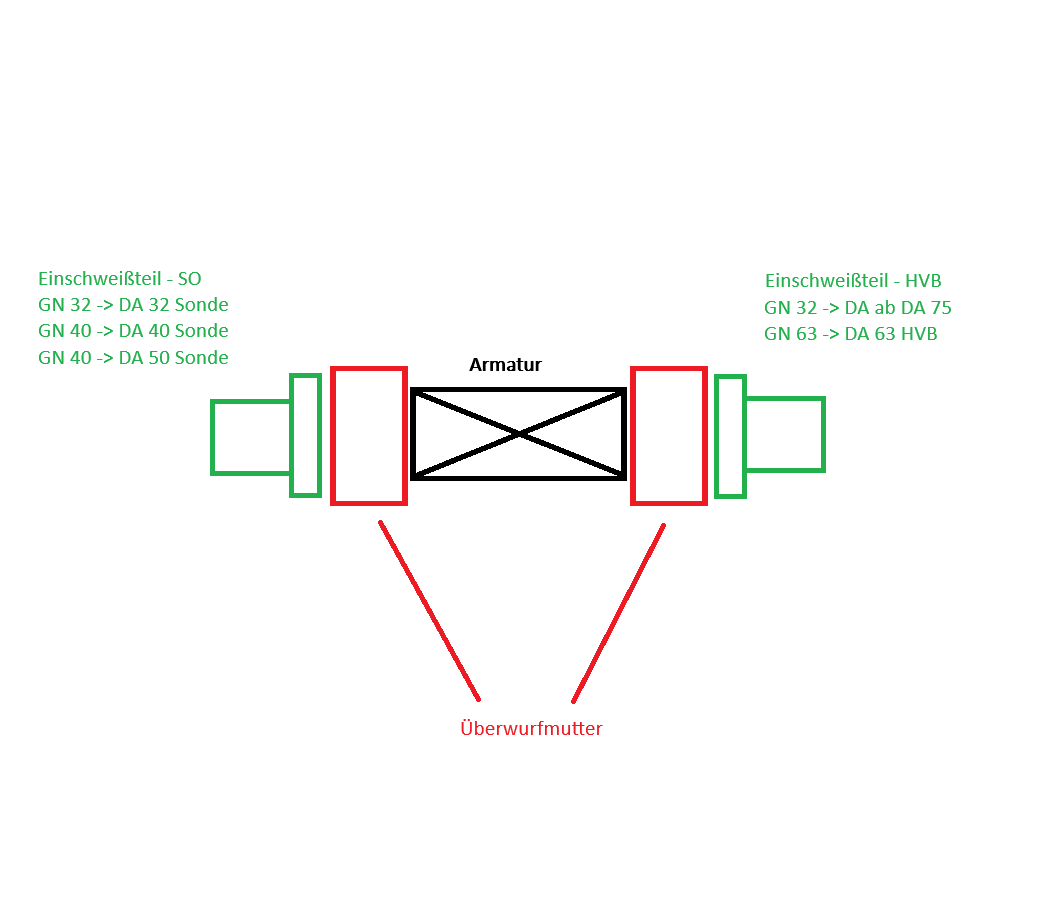 Einschweißteil - SO
GN 32 -> DA 32 Sonde
GN 40 -> DA 40 Sonde
GN 40 -> DA 50 Sonde
Einschweißteil - HVB
GN 32 -> DA ab DA 75
GN 63 -> DA 63 HVB
Armatur
Überwurfmutter